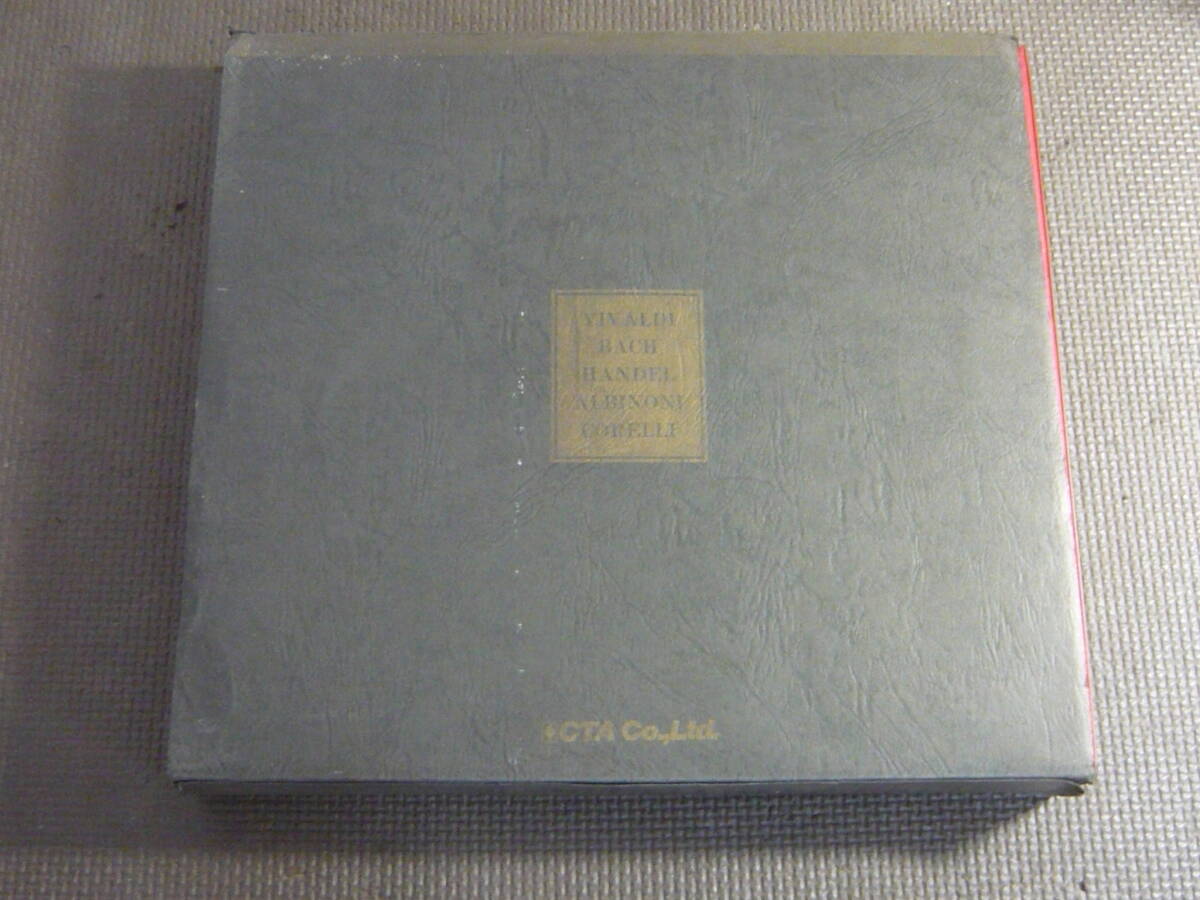 VIVALDI
BACH
HANDEL
ALBINONI
CORELLI
CTA Co.,Ltd.